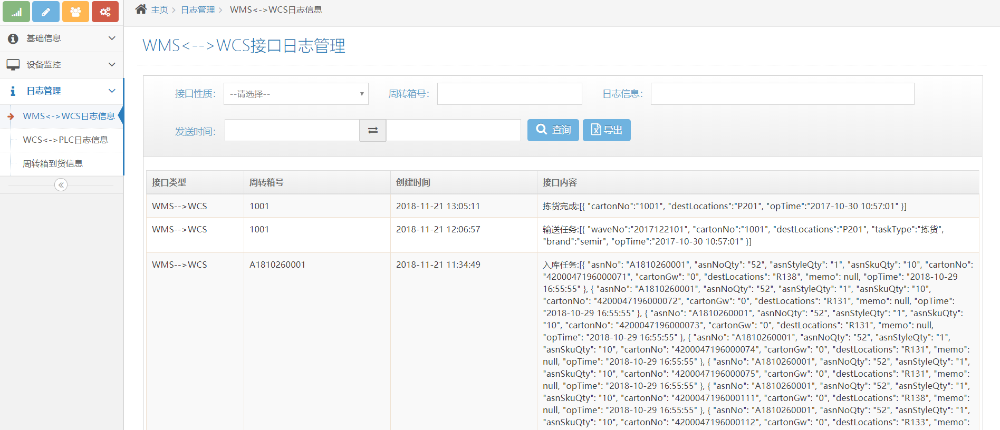 主页 日志管理 WMS<->WCS日志信息
基础信息
设备监控
日志管理
WMS<->WCS日志信息
WCS<->PLC日志信息
周转箱到货信息
WMS<-->WCS接口日志管理
接口性质: --请选择-- 周转箱号: 日志信息:
发送时间: 查询 导出
接口类型 周转箱号 创建时间 接口内容
WMS-->WCS 1001 2018-11-21 13:05:11 拣货完成:[{ "cartonNo":"1001", "destLocations":"P201", "opTime":"2017-10-30 10:57:01" }]
WMS-->WCS 1001 2018-11-21 12:06:57 输送任务:[{ "waveNo":"2017122101", "cartonNo":"1001", "destLocations":"P201", "taskType":"拣货",
"brand":"semir", "opTime":"2017-10-30 10:57:01" }]
WMS-->WCS A1810260001 2018-11-21 11:34:49 入库任务:[{ "asnNo": "A1810260001", "asnNoQty": "52", "asnStyleQty": "1", "asnSkuQty": "10", "cartonNo":
"4200047196000071", "cartonGw": "0", "destLocations": "R138", "memo": null, "opTime": "2018-10-29
16:55:55" }, { "asnNo": "A1810260001", "asnNoQty": "52", "asnStyleQty": "1", "asnSkuQty": "10",
"cartonNo": "4200047196000072", "cartonGw": "0", "destLocations": "R131", "memo": null, "opTime":
"2018-10-29 16:55:55" }, { "asnNo": "A1810260001", "asnNoQty": "52", "asnStyleQty": "1", "asnSkuQty":
"10", "cartonNo": "4200047196000073", "cartonGw": "0", "destLocations": "R131", "memo": null,
"opTime": "2018-10-29 16:55:55" }, { "asnNo": "A1810260001", "asnNoQty": "52", "asnStyleQty": "1",
"asnSkuQty": "10", "cartonNo": "4200047196000074", "cartonGw": "0", "destLocations": "R131", "memo":
null, "opTime": "2018-10-29 16:55:55" }, { "asnNo": "A1810260001", "asnNoQty": "52", "asnStyleQty": "1",
"asnSkuQty": "10", "cartonNo": "4200047196000075", "cartonGw": "0", "destLocations": "R131", "memo":
null, "opTime": "2018-10-29 16:55:55" }, { "asnNo": "A1810260001", "asnNoQty": "52", "asnStyleQty": "1",
"asnSkuQty": "10", "cartonNo": "4200047196000111", "cartonGw": "0", "destLocations": "R138", "memo":
null, "opTime": "2018-10-29 16:55:55" }, { "asnNo": "A1810260001", "asnNoQty": "52", "asnStyleQty": "1",
"asnSkuQty": "10", "cartonNo": "4200047196000112", "cartonGw": "0", "destLocations": "R133", "memo":